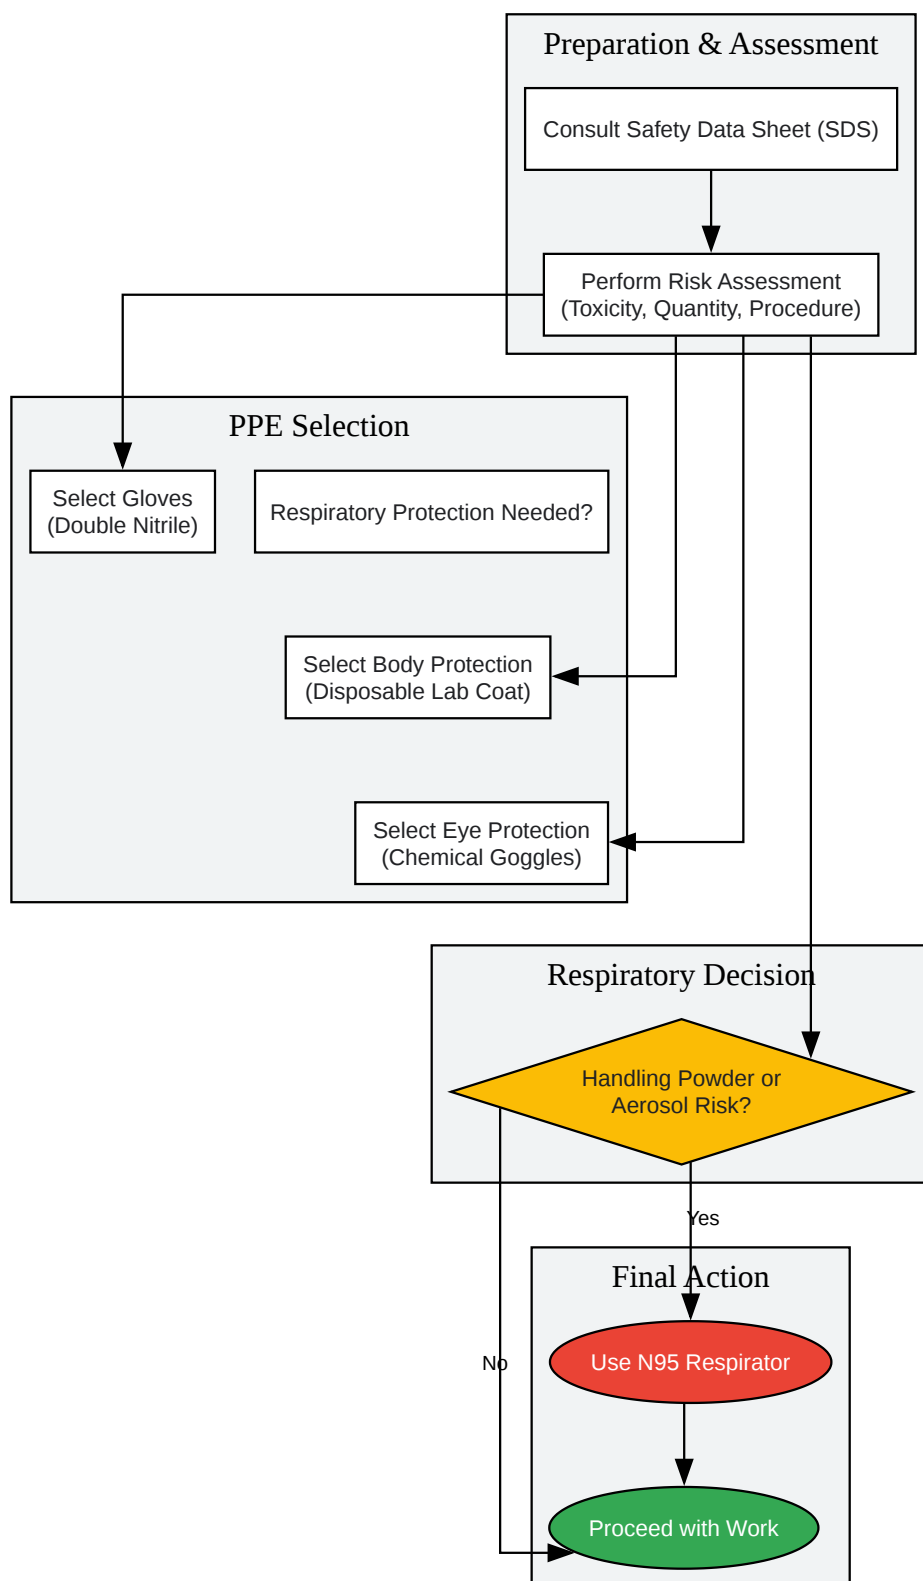 Preparation & Assessment
Consult Safety Data Sheet (SDS)
Perform Risk Assessment
(Toxicity, Quantity, Procedure)
PPE Selection
Select Gloves
(Double Nitrile)
Respiratory Protection Needed?
Select Body Protection
(Disposable Lab Coat)
Select Eye Protection
(Chemical Goggles)
Respiratory Decision
Handling Powder or
Aerosol Risk?
Yes
Final Action
Use N95 Respirator
No
Proceed with Work